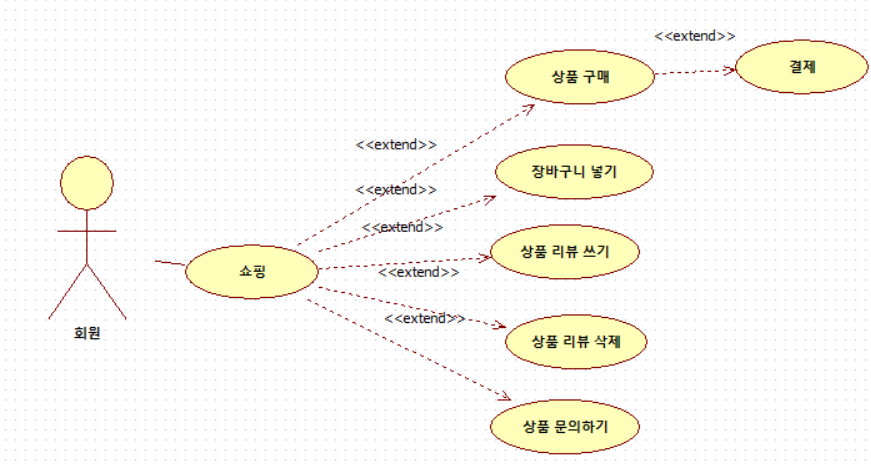 <<extend>>
상품 구매
결제
<<extend>>
장바구니 넣기
<<extend>>
<<extend>>
상품 리뷰 쓰기
쇼핑
<<extend>>
<<extend>>
회원
상품 리뷰 삭제
상품 문의하기